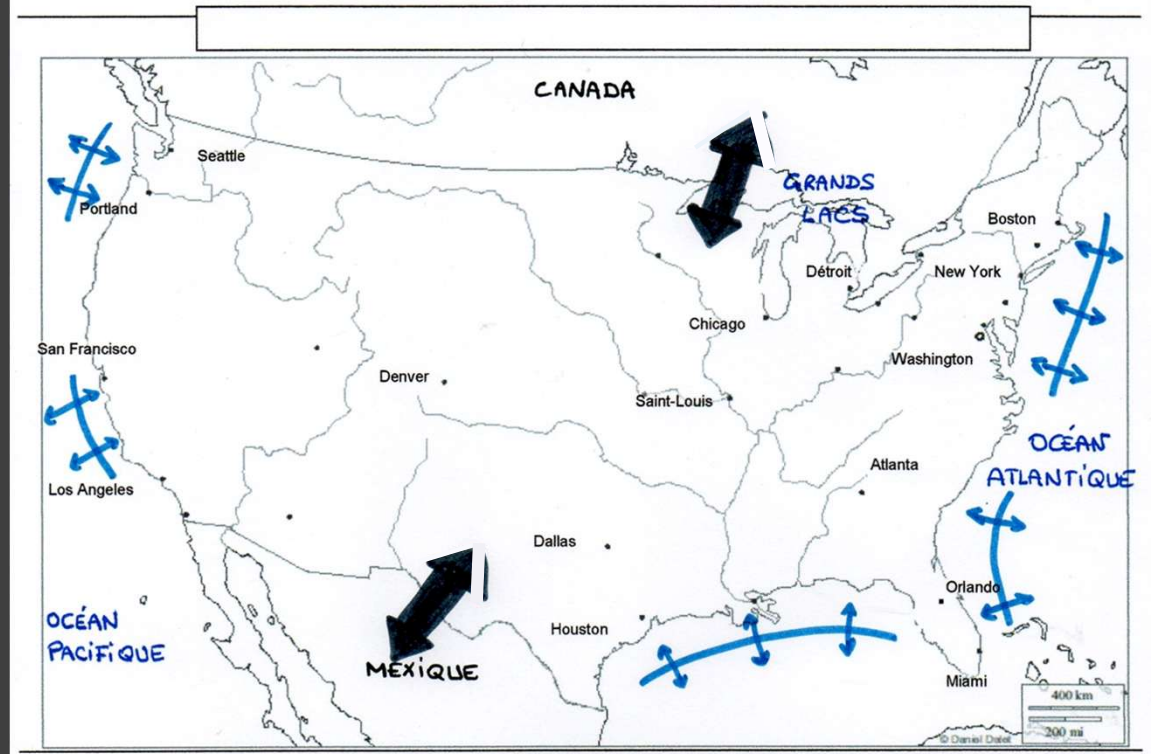 CANADA
Seattle
GRANDS
LACS
Portland
Boston
Détroit
New York
Chicago
San Francisco
Washington
Denver
Saint-Louis
OCÉAN
ATLANTIQUE
Atlanta
Los Angeles
Dallas
Orlando
OCÉAN
PACIFIQUE
Houston
MEXIQUE
Miami
400 km
200 mi
© Daniel Dalet